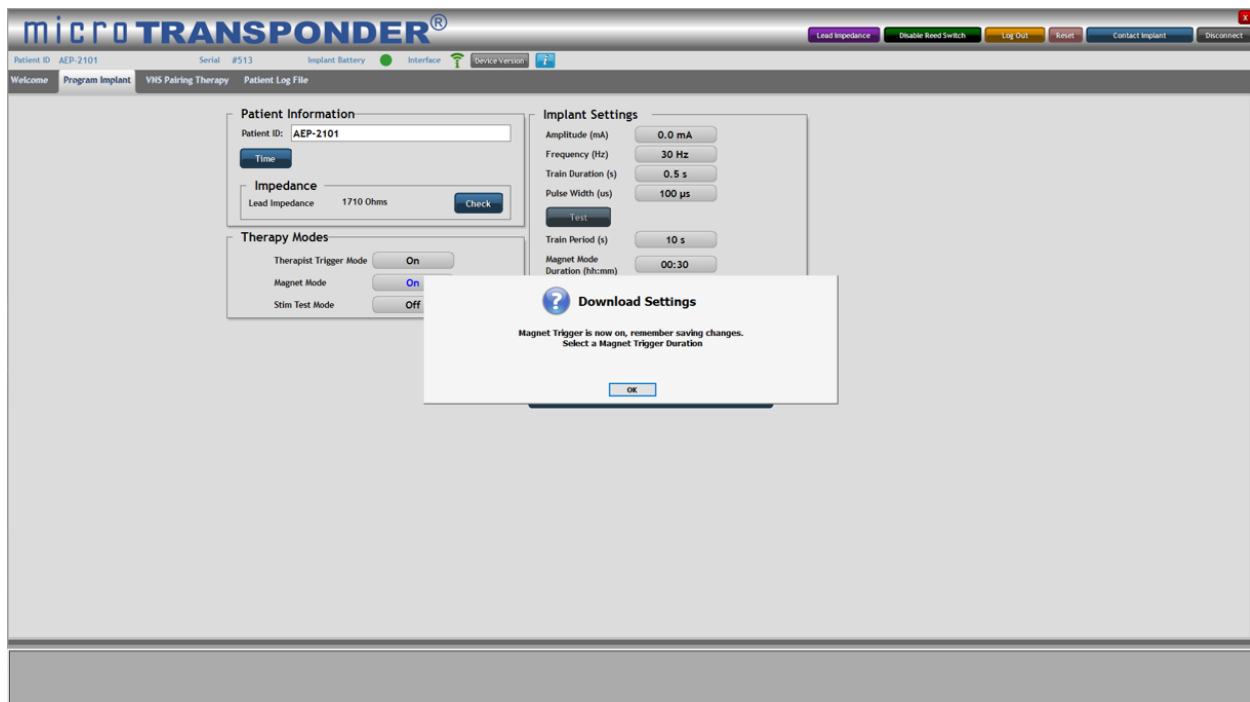 microTRANSPONDER®
X
Lead Impedance Disable Reed Switch Log Out Reset Contact Implant Disconnect
Patient ID AEP-2101 Serial #513 Implant Battery Interface Device Version i
Welcome Program Implant VNS Pairing Therapy Patient Log File
Patient Information
Patient ID: AEP-2101
Time
Impedance
Lead Impedance 1710 Ohms Check
Therapy Modes
Therapist Trigger Mode On
Magnet Mode On
Stim Test Mode Off
Implant Settings
Amplitude (mA) 0.0 mA
Frequency (Hz) 30 Hz
Train Duration (s) 0.5 s
Pulse Width (us) 100 µs
Test
Train Period (s) 10 s
Magnet Mode
Duration (hh:mm) 00:30
? Download Settings
Magnet Trigger is now on, remember saving changes.
Select a Magnet Trigger Duration
OK